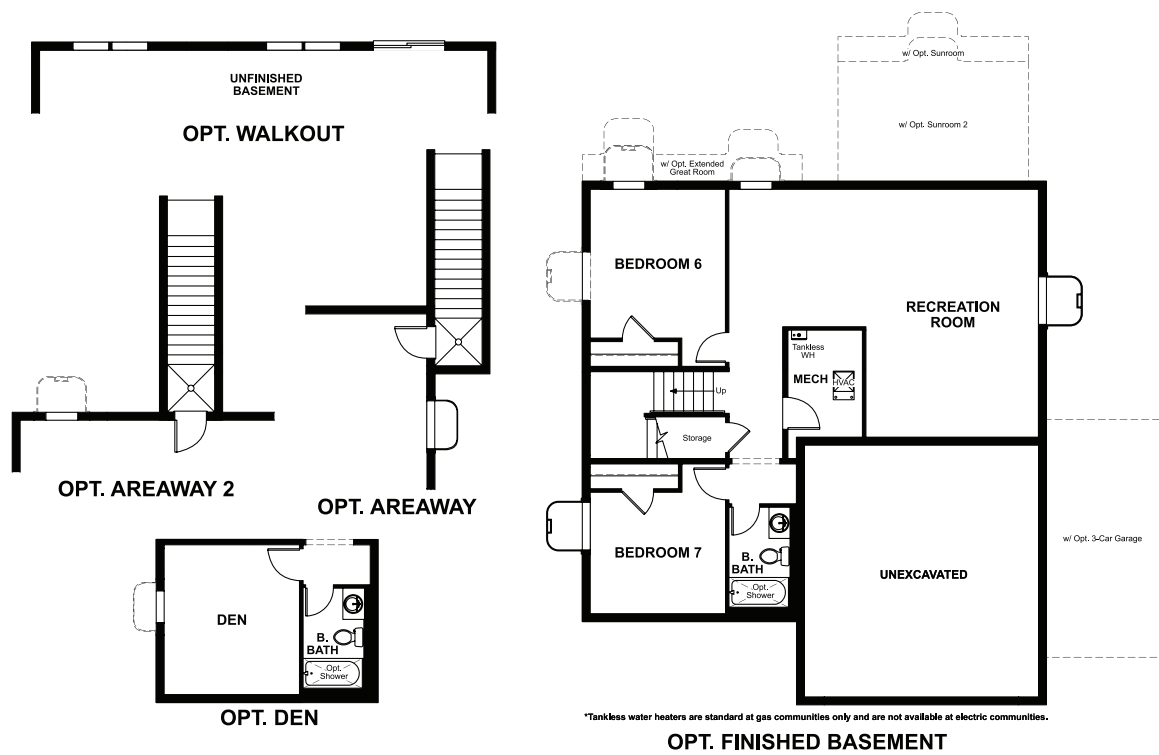 UNFINISHED
BASEMENT
OPT. WALKOUT
OPT. AREAWAY 2
OPT. AREAWAY
DEN
B.
BATH
Opt.
Shower
OPT. DEN
w/ Opt. Sunroom
w/ Opt. Sunroom 2
w/ Opt. Extended
Great Room
BEDROOM 6
RECREATION
ROOM
Tankless
WH
MECH
HVAC
Up
Storage
BEDROOM 7
B.
BATH
Opt.
Shower
UNEXCAVATED
w/ Opt. 3-Car Garage
*Tankless water heaters are standard at gas communities only and are not available at electric communities.
OPT. FINISHED BASEMENT